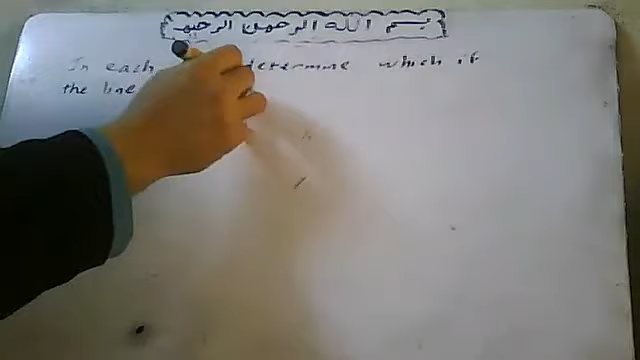 بسم الله الرحمن الرحيم
In each determine which if
the line